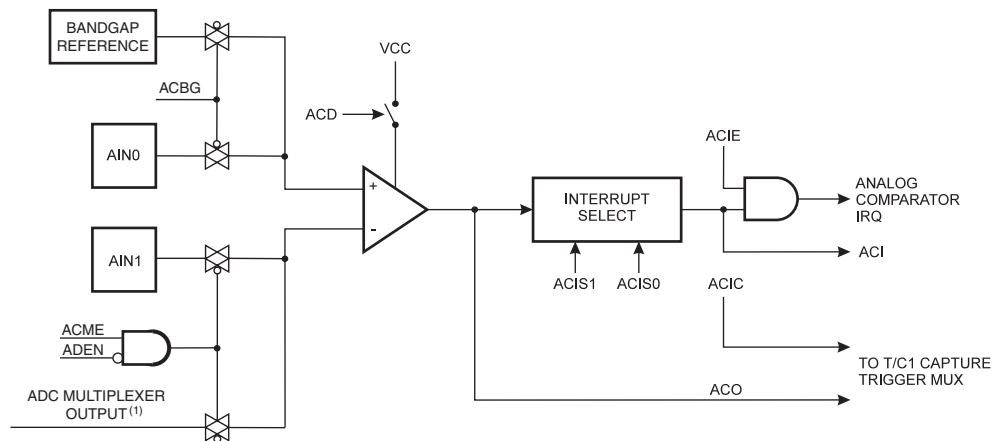 BANDGAP
REFERENCE
VCC
ACBG
ACD
AIN0
ACIE
+
INTERRUPT
SELECT
ANALOG
COMPARATOR
IRQ
-
AIN1
ACI
ACIS1 ACIS0 ACIC
ACME
ADEN
TO T/C1 CAPTURE
TRIGGER MUX
ADC MULTIPLEXER
OUTPUT(1)
ACO